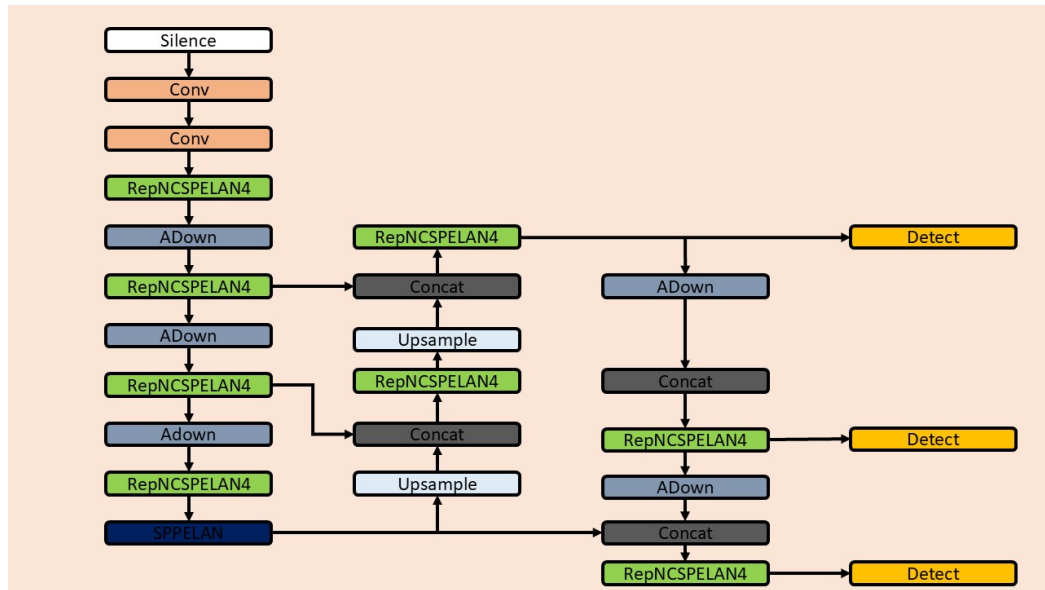 Silence
Conv
Conv
RepNCSPELAN4
ADown
RepNCSPELAN4
ADown
RepNCSPELAN4
Adown
RepNCSPELAN4
SPPELAN
RepNCSPELAN4
Concat
Upsample
RepNCSPELAN4
Concat
Upsample
ADown
Concat
RepNCSPELAN4
ADown
Concat
RepNCSPELAN4
Detect
Detect
Detect